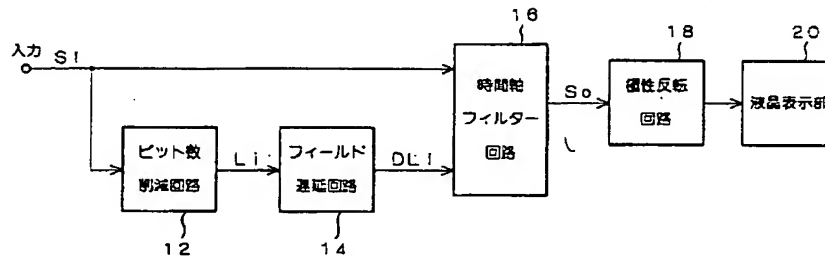 16
18
20
入力
Si
時間軸
フィルター
回路
So
極性反転
回路
液晶表示部
ビット数
削減回路
Li
フィールド
遅延回路
DLi
12
14